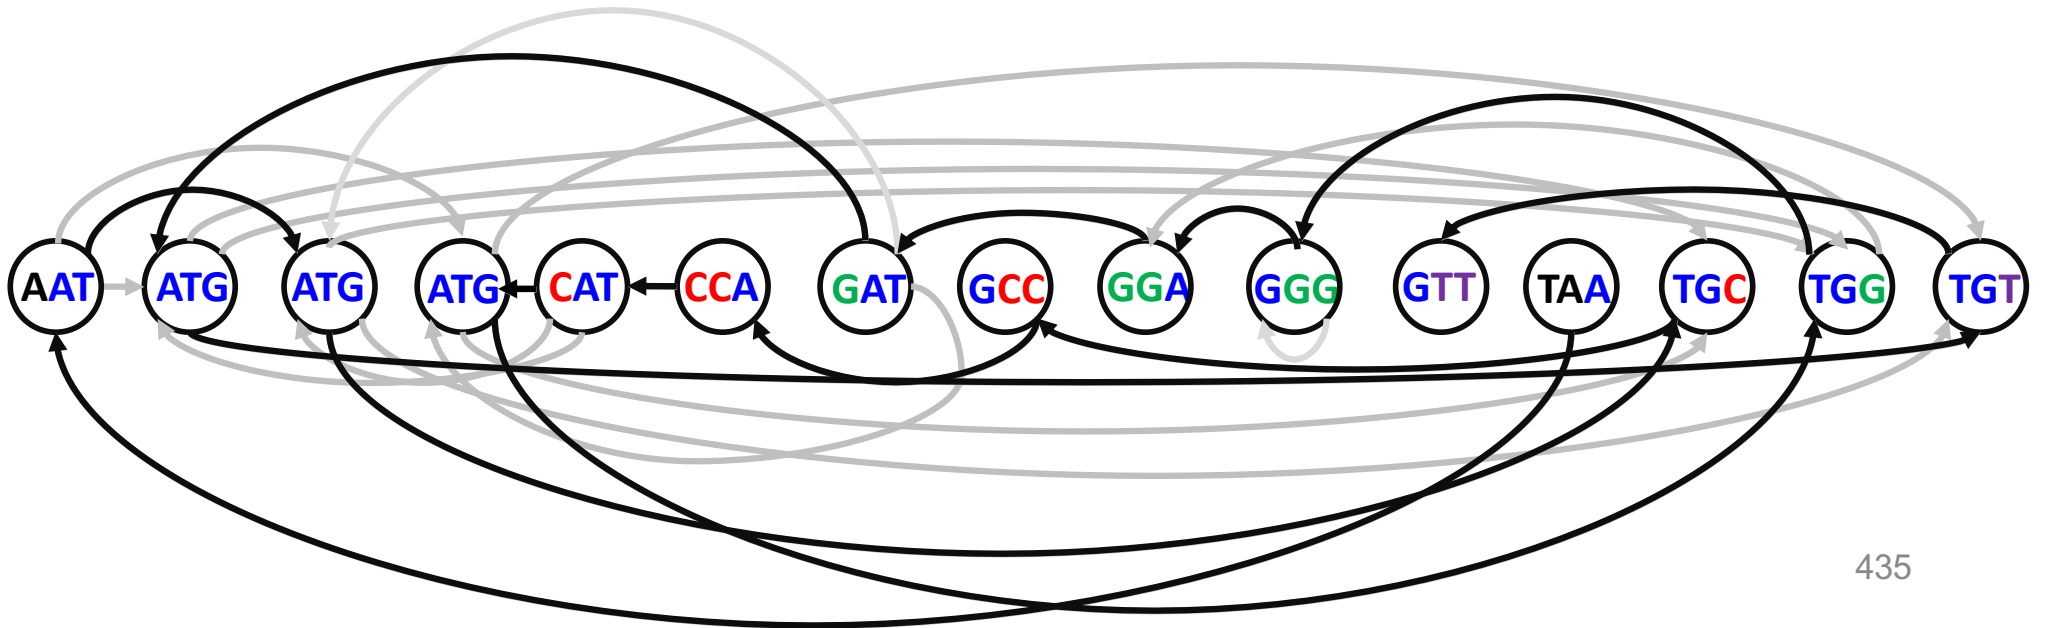 AAT ATG ATG ATG CAT CCA GAT GCC GGA GGG GTT TAA TGC TGG TGT
435